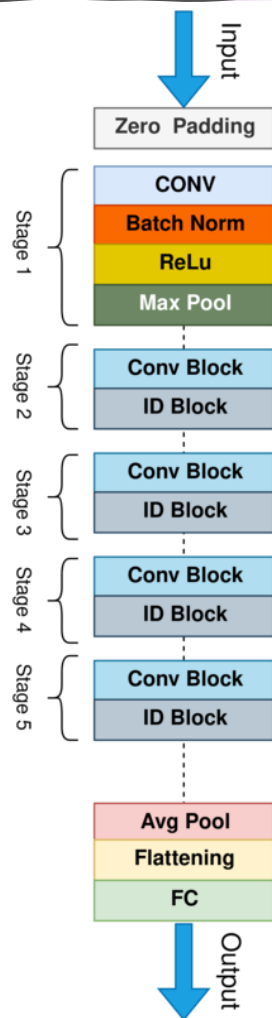 Input
Zero Padding
Stage 1
CONV
Batch Norm
ReLu
Max Pool
Stage 2
Conv Block
ID Block
Stage 3
Conv Block
ID Block
Stage 4
Conv Block
ID Block
Stage 5
Conv Block
ID Block
Avg Pool
Flattening
FC
Output